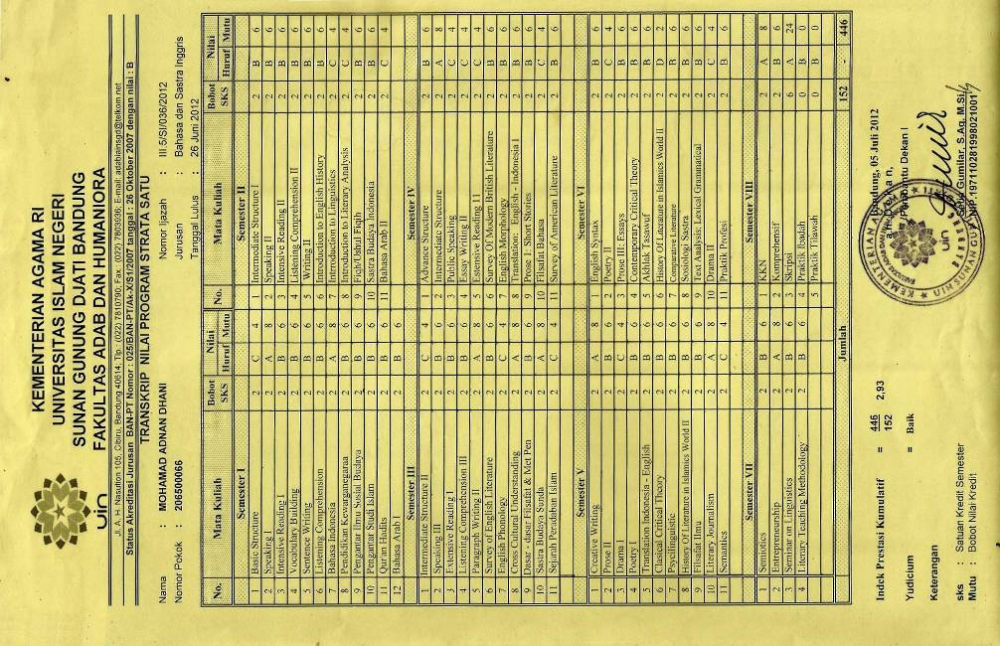 KEMENTERIAN AGAMA RI
UNIVERSITAS ISLAM NEGERI
SUNAN GUNUNG DJATI BANDUNG
FAKULTAS ADAB DAN HUMANIORA
uin
Jl. A. H. Nasution 105, Cibiru, Bandung 40614; Tlp.: (022) 7810790; Fax. (022) 7803936; E-mail: adabiainsgd@telkom.net
Status Akreditasi Jurusan BAN-PT Nomor : 025/BAN-PT/Ak-X/S1/2007 tanggal : 26 Oktober 2007 dengan nilai : B
TRANSKRIP NILAI PROGRAM STRATA SATU
Nama : MOHAMAD ADNAN DHANI Nomor Ijazah : III.5/SI/036/2012
Nomor Pokok : 206500066 Jurusan : Bahasa dan Sastra Inggris
Tanggal Lulus : 26 Juni 2012
No. Mata Kuliah Bobot SKS Nilai Huruf Mutu No. Mata Kuliah Bobot SKS Nilai Huruf Mutu
Semester I Semester II
1 Basic Structure 2 C 4 1 Intermediate Structure I 2 B 6
2 Speaking I 2 A 8 2 Speaking II 2 B 6
3 Intensive Reading I 2 B 6 3 Intensive Reading II 2 B 6
4 Vocabulary Building 2 B 6 4 Listening Comprehension II 2 B 6
5 Sentence Writing 2 B 6 5 Writing II 2 B 6
6 Listening Comprehension 2 B 6 6 Introduction to English History 2 B 6
7 Bahasa Indonesia 2 A 8 7 Introduction to Linguistics 2 C 4
8 Pendidikan Kewarganegaraa 2 B 6 8 Introduction to Literary Analysis 2 C 4
9 Pengantar Ilmu Sosial Budaya 2 B 6 9 Fiqh/Ushul Fiqh 2 B 6
10 Pengantar Studi Islam 2 B 6 10 Sastra Budaya Indonesia 2 B 6
11 Qur'an Hadits 2 B 6 11 Bahasa Arab II 2 C 4
12 Bahasa Arab I 2 B 6
Semester III Semester IV
1 Intermediate Structure II 2 C 4 1 Advance Structure 2 B 6
2 Speaking III 2 B 6 2 Intermediate Structure 2 A 8
3 Extensive Reading I 2 B 6 3 Public Speaking 2 C 4
4 Listening Comprehension III 2 B 6 4 Essay Writing II 2 C 4
5 Paragraph Writing II 2 A 8 5 Extensive Reading 11 2 C 4
6 Survey of English Literature 2 B 6 6 Survey Of Modern British Literature 2 B 6
7 English Phonology 2 C 4 7 English Morphology 2 B 6
8 Cross Cultural Understanding 2 A 8 8 Translation: English - Indonesia I 2 B 6
9 Dasar - dasar Filsafat & Met Pen 2 B 6 9 Prose 1: Short Stories 2 B 6
10 Sastra Budaya Sunda 2 A 8 10 Filsafat Bahasa 2 C 4
11 Sejarah Peradaban Islam 2 C 4 11 Survey of American Literature 2 B 6
Semester V Semester VI
1 Creative Writing 2 A 8 1 English Syntax 2 B 6
2 Prose II 2 B 6 2 Poetry II 2 C 4
3 Drama I 2 C 4 3 Prose III: Essays 2 B 6
4 Poetry I 2 B 6 4 Contemporary Critical Theory 2 B 6
5 Translation Indonesia - English 2 B 6 5 Akhlak Tasawuf 2 B 6
6 Classical Critical Theory 2 B 6 6 History Of Literature in Islamics World II 2 D 2
7 Psycilinguistic 2 B 6 7 Comparative Literature 2 B 6
8 History Of Literature in Islamics World II 2 B 6 8 Sosiologi Sastra 2 B 6
9 Filsafat Ilmu 2 B 6 9 Text Analysis: Lexical Grammatical 2 B 6
10 Literary Journalism 2 A 8 10 Drama II 2 C 4
11 Semantics 2 C 4 11 Praktik Profesi 2 B 6
Semester VII Semester VIII
1 Semiotics 2 B 6 1 KKN 2 A 8
2 Entrepreneurship 2 A 8 2 Komprehensif 2 B 6
3 Seminar on Linguistics 2 B 6 3 Skripsi 6 A 24
4 Literary Teaching Methodology 2 B 6 4 Praktik Ibadah 0 B 0
5 Praktik Tilawah 0 B 0
Jumlah 152 - 446
Indek Prestasi Kumulatif = 446 / 152 = 2,93
Bandung, 05 Juli 2012
Yudicium = Baik
Pembantu Dekan I
Keterangan
sks : Satuan Kredit Semester
Mutu : Bobot Nilai Kredit
Gumilar, S.Ag, M.Si
NIP. 197110281998021001
KEMENTERIAN
uin